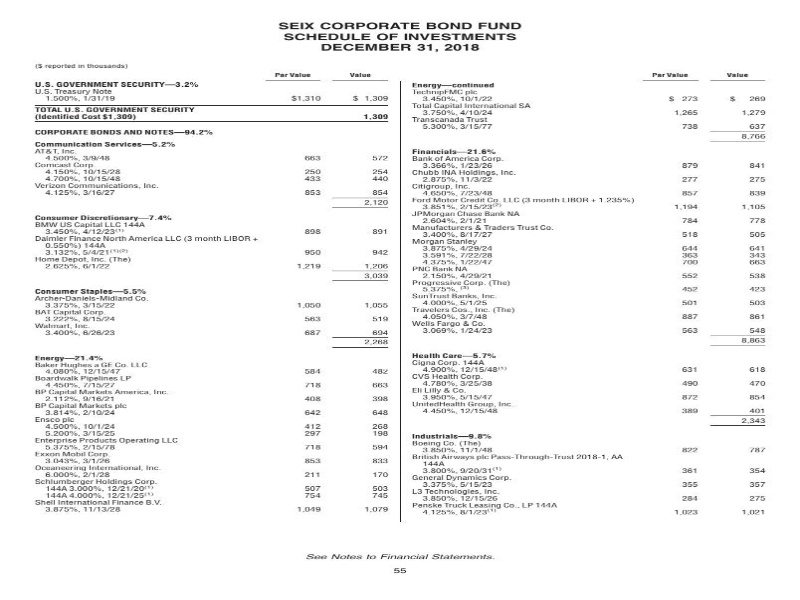 SEIX CORPORATE BOND FUND
SCHEDULE OF INVESTMENTS
DECEMBER 31, 2018
($ reported in thousands)
Par Value Value
U.S. GOVERNMENT SECURITY—3.2%
U.S. Treasury Note
1.500%, 1/31/19 $1,310 $ 1,309
TOTAL U.S. GOVERNMENT SECURITY
(Identified Cost $1,309) 1,309
CORPORATE BONDS AND NOTES—94.2%
Communication Services—5.2%
AT&T, Inc.
4.500%, 3/9/48 663 572
Comcast Corp.
4.150%, 10/15/28 250 254
4.700%, 10/15/48 433 440
Verizon Communications, Inc.
4.125%, 3/16/27 853 854
2,120
Consumer Discretionary—7.4%
BMW US Capital LLC 144A
3.450%, 4/12/23(1) 898 891
Daimler Finance North America LLC (3 month LIBOR +
0.550%) 144A
3.132%, 5/4/21(1)(2) 950 942
Home Depot, Inc. (The)
2.625%, 6/1/22 1,219 1,206
3,039
Consumer Staples—5.5%
Archer-Daniels-Midland Co.
3.375%, 3/15/22 1,050 1,055
BAT Capital Corp.
3.222%, 8/15/24 563 519
Walmart, Inc.
3.400%, 6/26/23 687 694
2,268
Energy—21.4%
Baker Hughes a GE Co. LLC
4.080%, 12/15/47 584 482
Boardwalk Pipelines LP
4.450%, 7/15/27 718 663
BP Capital Markets America, Inc.
2.112%, 9/16/21 408 398
BP Capital Markets plc
3.814%, 2/10/24 642 648
Ensco plc
4.500%, 10/1/24 412 268
5.200%, 3/15/25 297 198
Enterprise Products Operating LLC
5.375%, 2/15/78 718 594
Exxon Mobil Corp.
3.043%, 3/1/26 853 833
Oceaneering International, Inc.
6.000%, 2/1/28 211 170
Schlumberger Holdings Corp.
144A 3.000%, 12/21/20(1) 507 503
144A 4.000%, 12/21/25(1) 754 745
Shell International Finance B.V.
3.875%, 11/13/28 1,049 1,079
Par Value Value
Energy—continued
TechnipFMC plc
3.450%, 10/1/22 $ 273 $ 269
Total Capital International SA
3.750%, 4/10/24 1,265 1,279
Transcanada Trust
5.300%, 3/15/77 738 637
8,766
Financials—21.6%
Bank of America Corp.
3.366%, 1/23/26 879 841
Chubb INA Holdings, Inc.
2.875%, 11/3/22 277 275
Citigroup, Inc.
4.650%, 7/23/48 857 839
Ford Motor Credit Co. LLC (3 month LIBOR + 1.235%)
3.851%, 2/15/23(2) 1,194 1,105
JPMorgan Chase Bank NA
2.604%, 2/1/21 784 778
Manufacturers & Traders Trust Co.
3.400%, 8/17/27 518 505
Morgan Stanley
3.875%, 4/29/24 644 641
3.591%, 7/22/28 363 343
4.375%, 1/22/47 700 663
PNC Bank NA
2.150%, 4/29/21 552 538
Progressive Corp. (The)
5.375%, (3) 452 423
SunTrust Banks, Inc.
4.000%, 5/1/25 501 503
Travelers Cos., Inc. (The)
4.050%, 3/7/48 887 861
Wells Fargo & Co.
3.069%, 1/24/23 563 548
8,863
Health Care—5.7%
Cigna Corp. 144A
4.900%, 12/15/48(1) 631 618
CVS Health Corp.
4.780%, 3/25/38 490 470
Eli Lilly & Co.
3.950%, 5/15/47 872 854
UnitedHealth Group, Inc.
4.450%, 12/15/48 389 401
2,343
Industrials—9.8%
Boeing Co. (The)
3.850%, 11/1/48 822 787
British Airways plc Pass-Through-Trust 2018-1, AA
144A
3.800%, 9/20/31(1) 361 354
General Dynamics Corp.
3.375%, 5/15/23 355 357
L3 Technologies, Inc.
3.850%, 12/15/26 284 275
Penske Truck Leasing Co., LP 144A
4.125%, 8/1/23(1) 1,023 1,021
See Notes to Financial Statements.
55